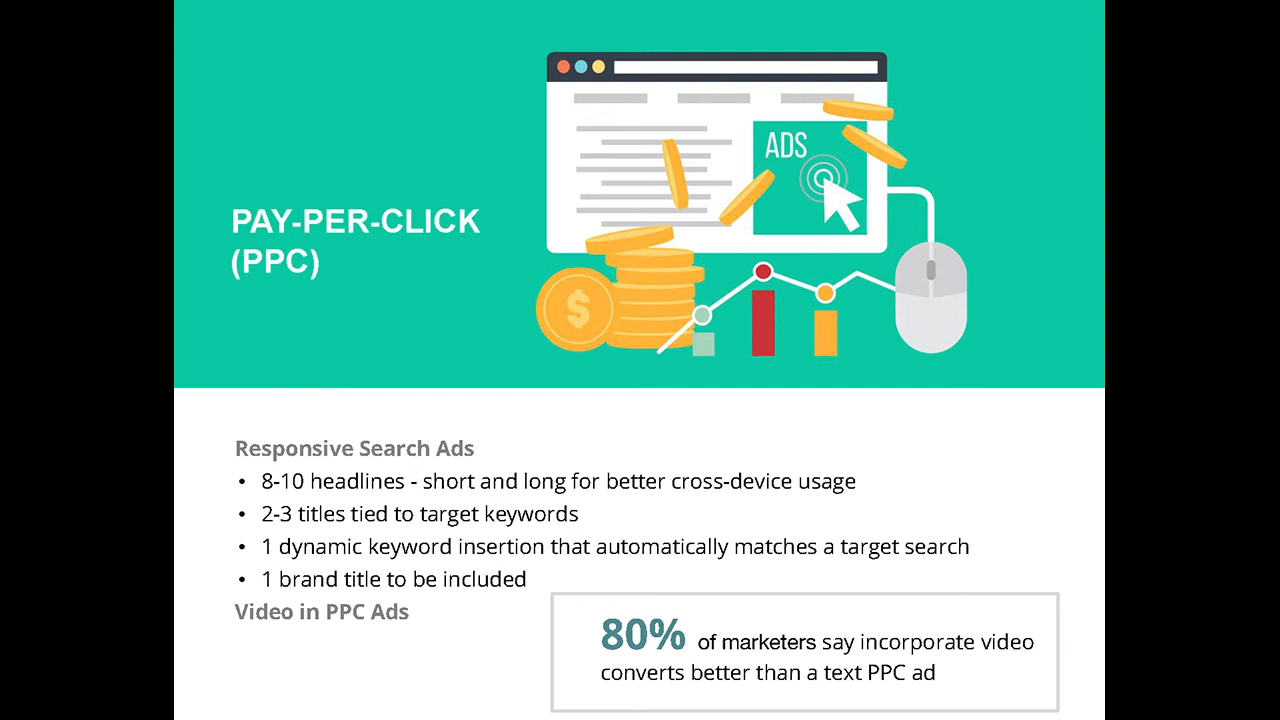 PAY-PER-CLICK
(PPC)
ADS
$
Responsive Search Ads
• 8-10 headlines - short and long for better cross-device usage
• 2-3 titles tied to target keywords
• 1 dynamic keyword insertion that automatically matches a target search
• 1 brand title to be included
Video in PPC Ads
80% of marketers say incorporate video
converts better than a text PPC ad